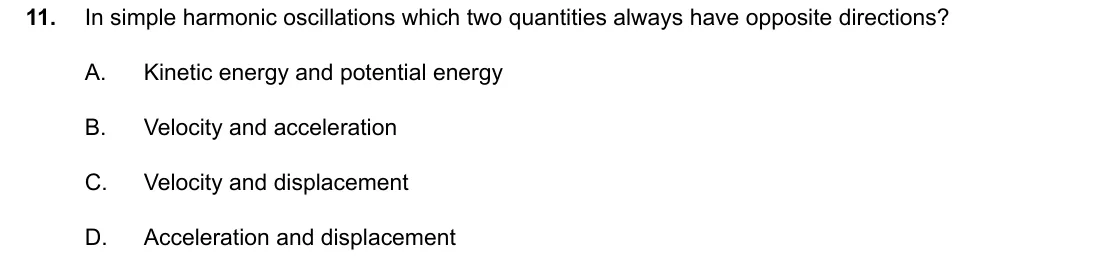 11. In simple harmonic oscillations which two quantities always have opposite directions?
A. Kinetic energy and potential energy
B. Velocity and acceleration
C. Velocity and displacement
D. Acceleration and displacement